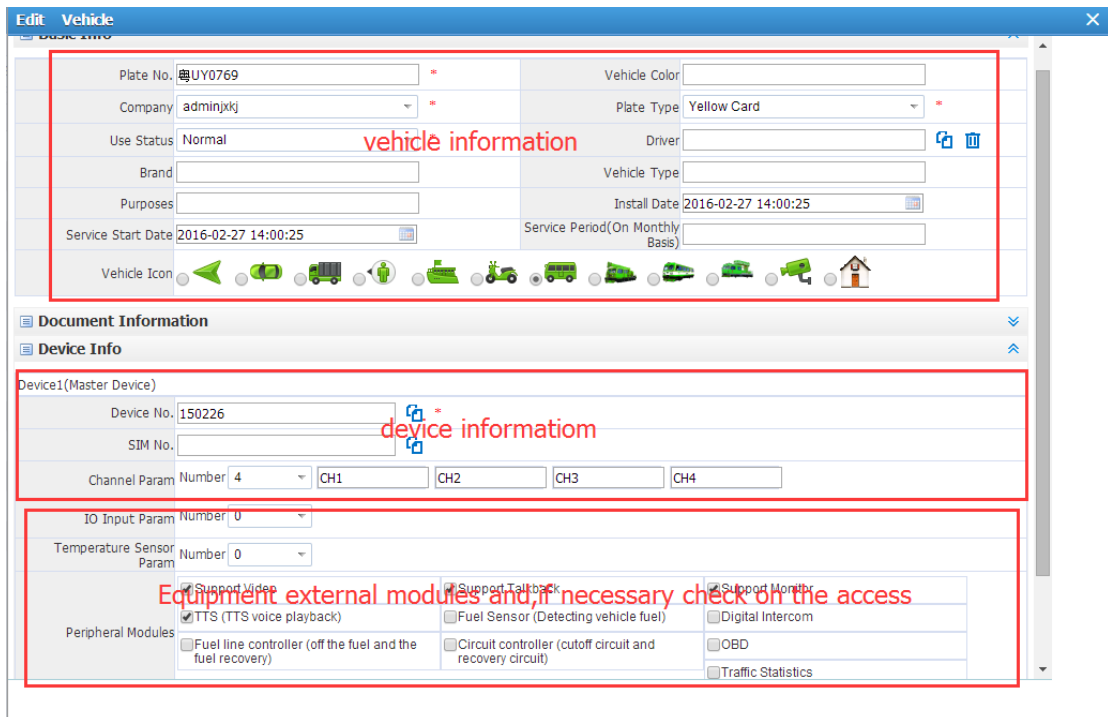 Edit Vehicle
Basic Info
Plate No. 粤UY0769 * Vehicle Color
Company adminjxkj * Plate Type Yellow Card *
Use Status Normal * Driver
vehicle information
Brand Vehicle Type
Purposes Install Date 2016-02-27 14:00:25
Service Start Date 2016-02-27 14:00:25 Service Period(On Monthly
Basis)
Vehicle Icon
Document Information
Device Info
Device1(Master Device)
Device No. 150226 *
device informatiom
SIM No.
Channel Param Number 4 CH1 CH2 CH3 CH4
IO Input Param Number 0
Temperature Sensor
Param Number 0
Support Video Support Talkback Support Monitor
Equipment external modules and,if necessary check on the access
TTS (TTS voice playback) Fuel Sensor (Detecting vehicle fuel) Digital Intercom
Peripheral Modules
Fuel line controller (off the fuel and the
fuel recovery) Circuit controller (cutoff circuit and
recovery circuit) OBD
Traffic Statistics